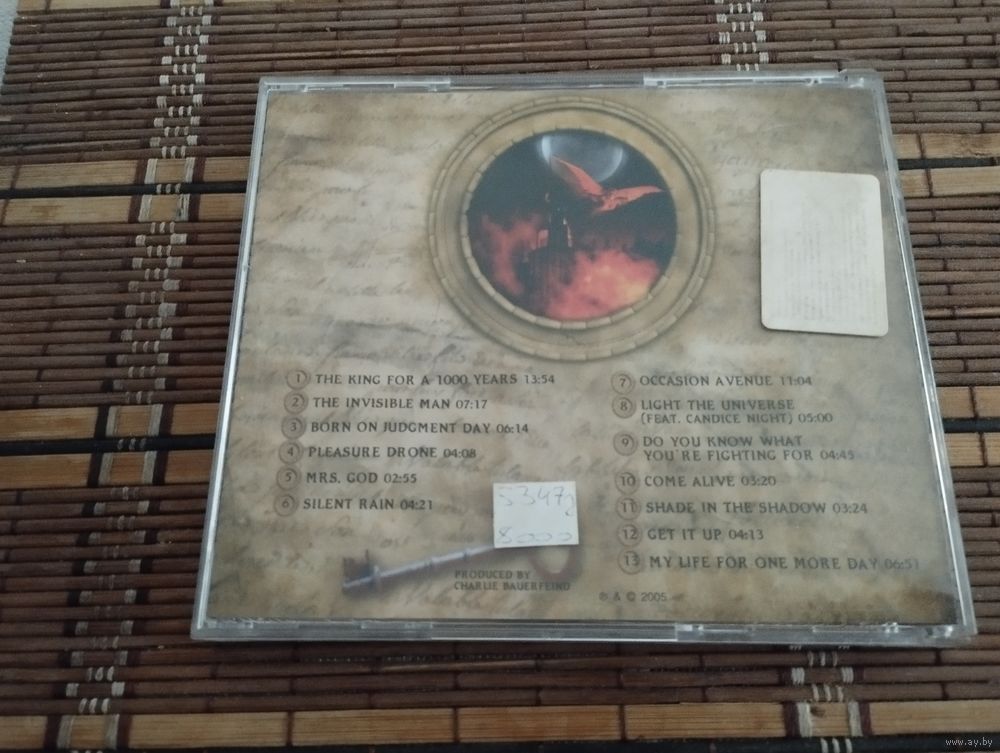 1 THE KING FOR A 1000 YEARS 13:54
2 THE INVISIBLE MAN 07:17
3 BORN ON JUDGMENT DAY 06:14
4 PLEASURE DRONE 04:08
5 MRS. GOD 02:55
6 SILENT RAIN 04:21
7 OCCASION AVENUE 11:04
8 LIGHT THE UNIVERSE
(FEAT. CANDICE NIGHT) 05:00
9 DO YOU KNOW WHAT
YOU'RE FIGHTING FOR 04:45
10 COME ALIVE 03:20
11 SHADE IN THE SHADOW 03:24
12 GET IT UP 04:13
13 MY LIFE FOR ONE MORE DAY 06:51
8000
PRODUCED BY
CHARLIE BAUERFEIND
℗ & © 2005
www.ay.by